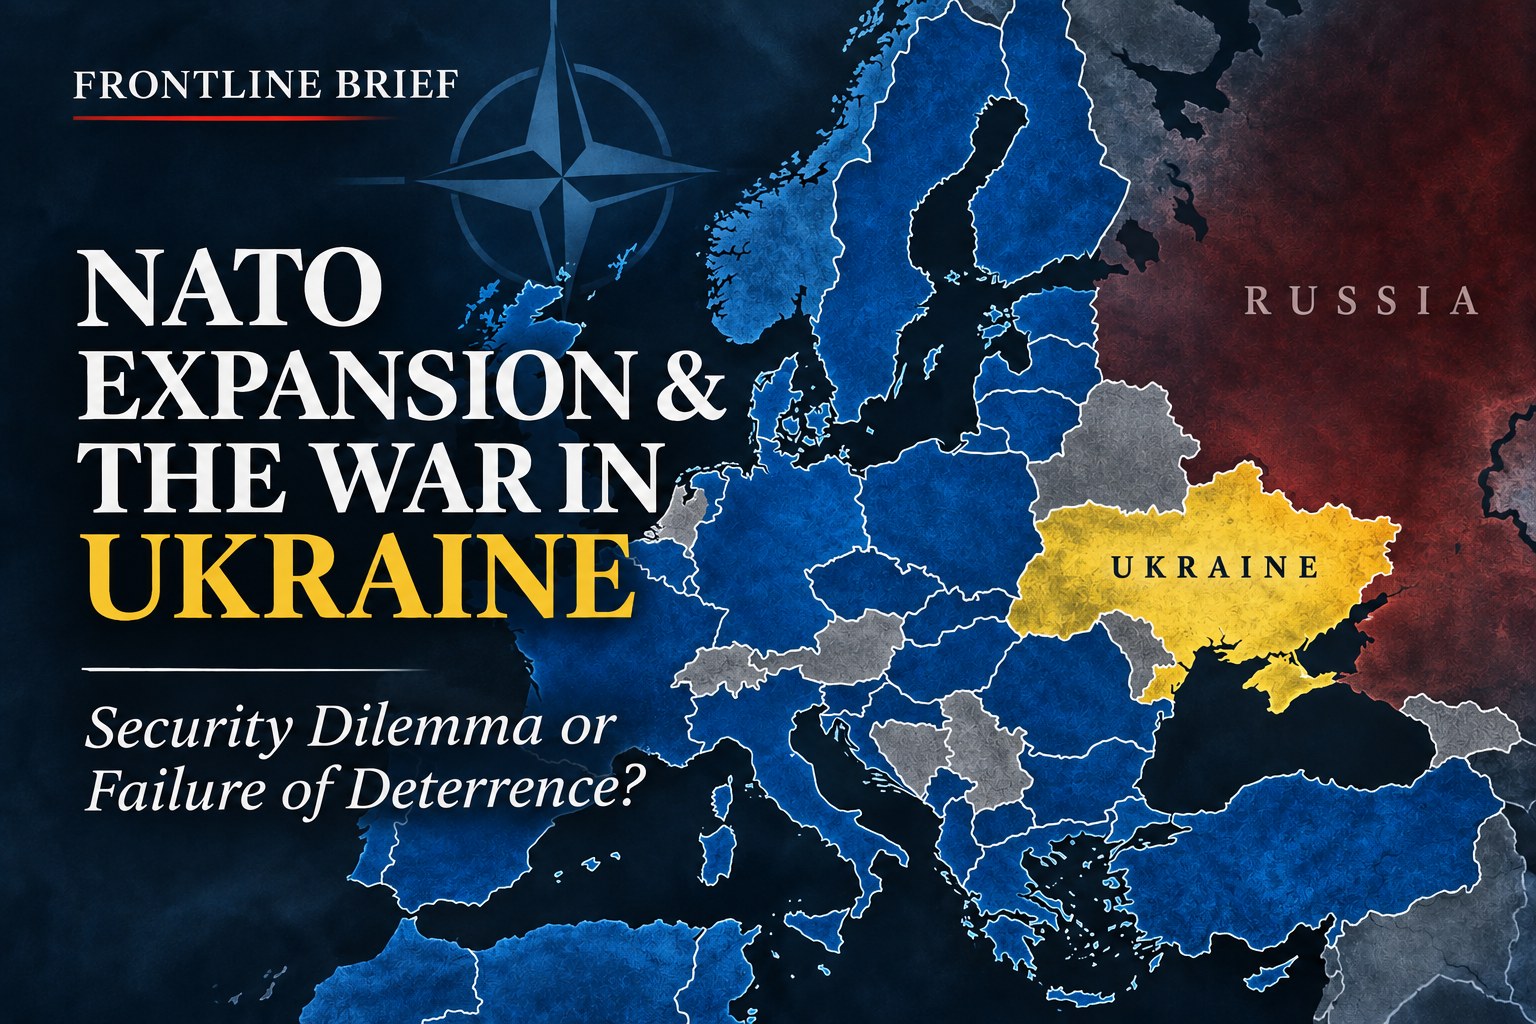 FRONTLINE BRIEF
NATO
EXPANSION &
THE WAR IN
UKRAINE
Security Dilemma or
Failure of Deterrence?
RUSSIA
UKRAINE